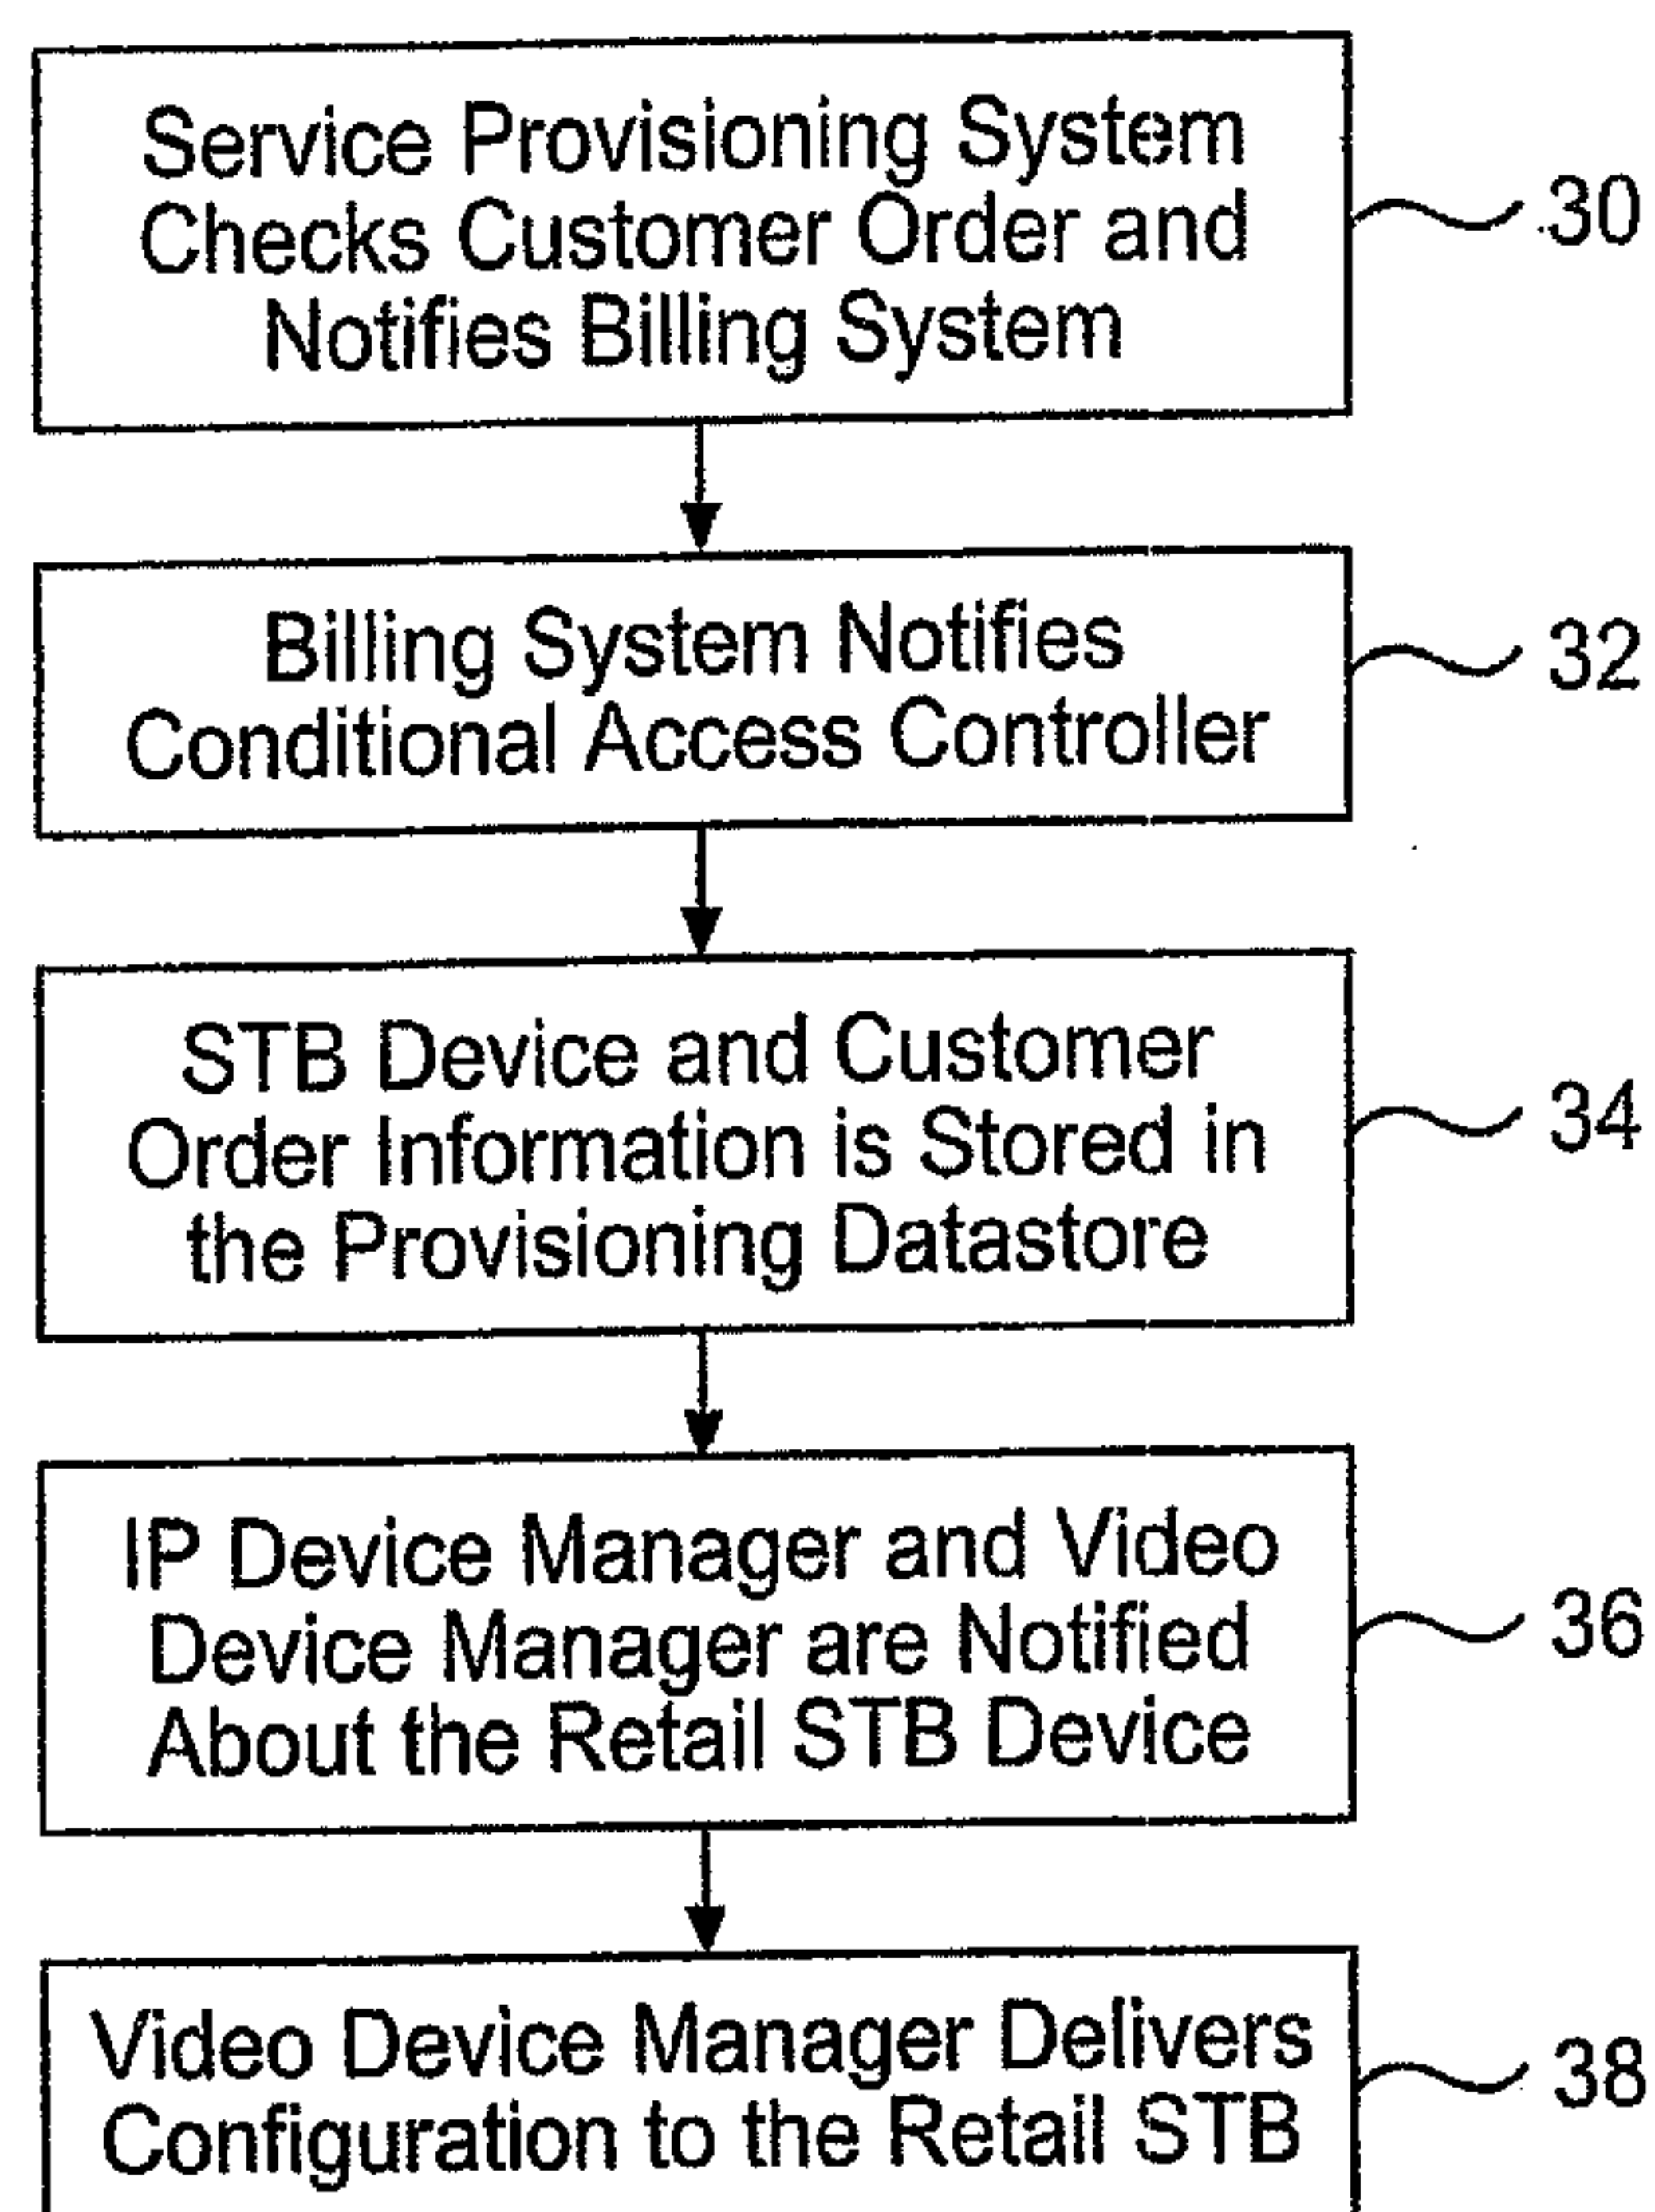 Service Provisioning System
Checks Customer Order and
Notifies Billing System
30
Billing System Notifies
Conditional Access Controller
32
STB Device and Customer
Order Information is Stored in
the Provisioning Datastore
34
IP Device Manager and Video
Device Manager are Notified
About the Retail STB Device
36
Video Device Manager Delivers
Configuration to the Retail STB
38